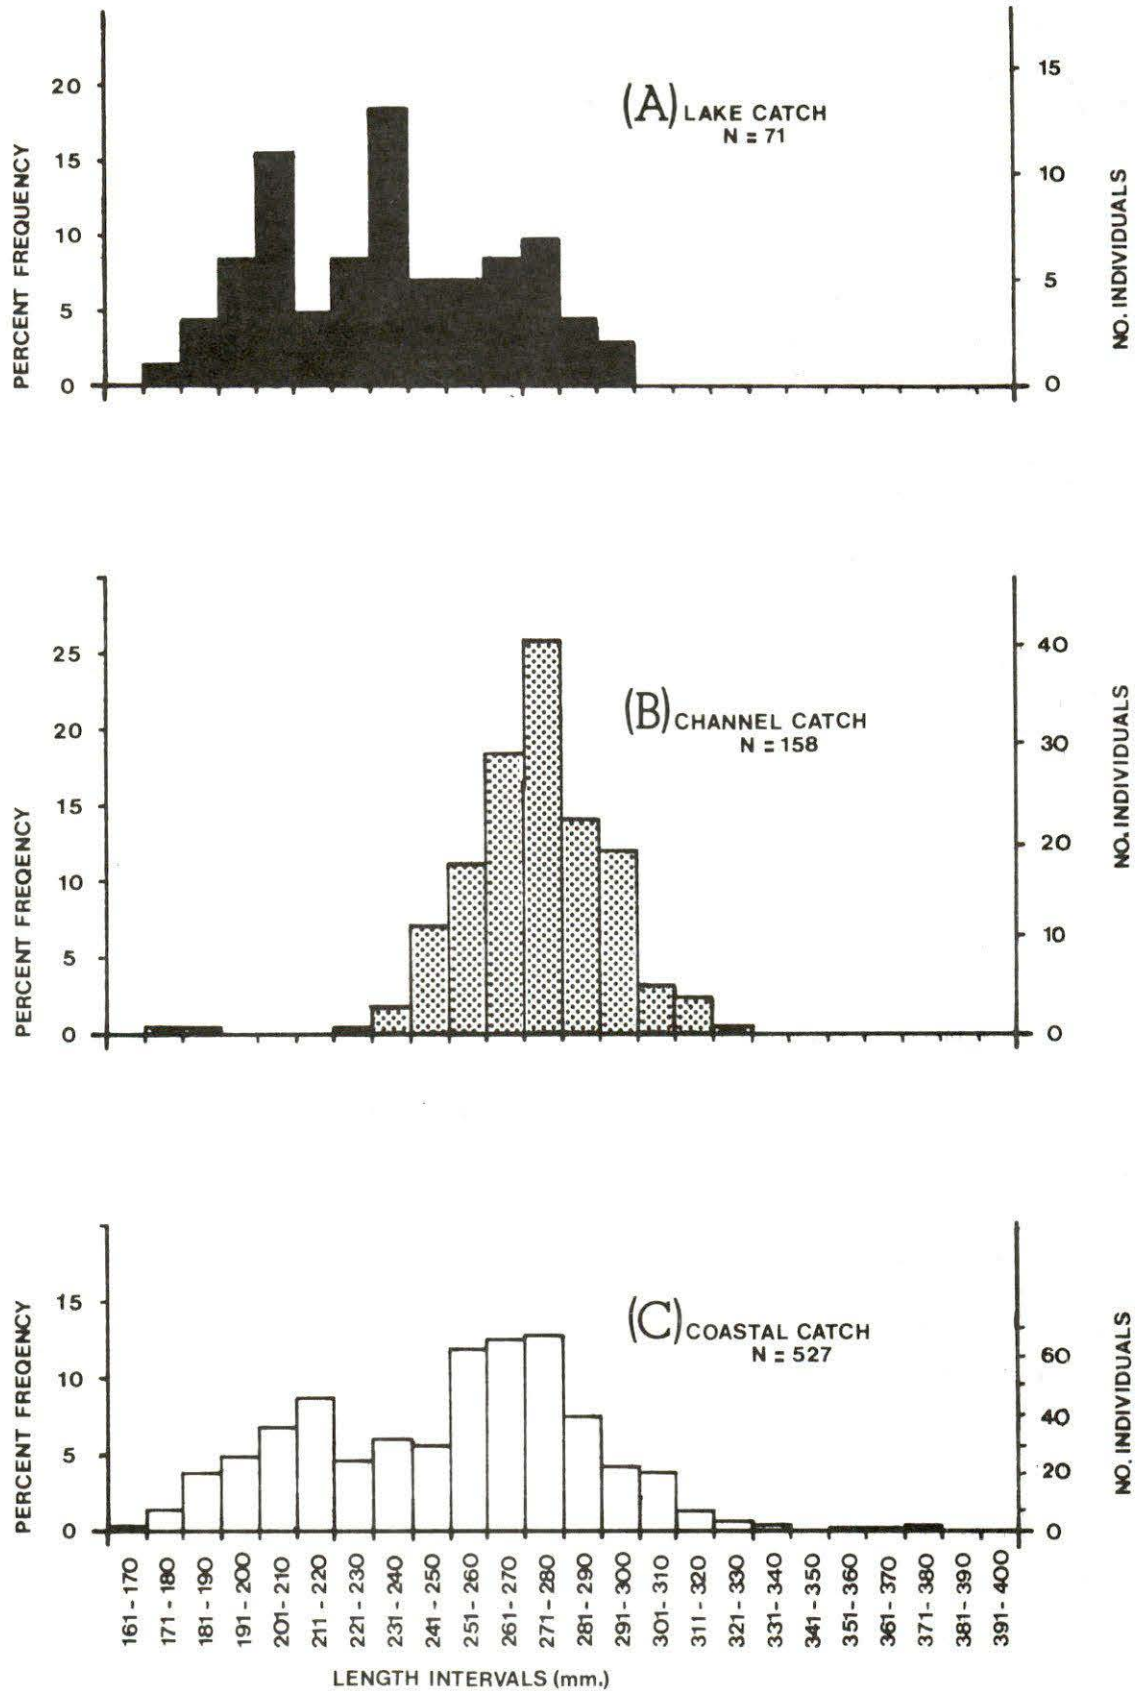 (A) LAKE CATCH
N = 71
PERCENT FREQUENCY
20
15
10
5
0
NO. INDIVIDUALS
15
10
5
0
(B) CHANNEL CATCH
N = 158
PERCENT FREQENCY
25
20
15
10
5
0
NO. INDIVIDUALS
40
30
20
10
0
(C) COASTAL CATCH
N = 527
PERCENT FREQENCY
15
10
5
0
NO. INDIVIDUALS
60
40
20
0
161 - 170
171 - 180
181 - 190
191 - 200
201 - 210
211 - 220
221 - 230
231 - 240
241 - 250
251 - 260
261 - 270
271 - 280
281 - 290
291 - 300
301 - 310
311 - 320
321 - 330
331 - 340
341 - 350
351 - 360
361 - 370
371 - 380
381 - 390
391 - 400
LENGTH INTERVALS (mm.)